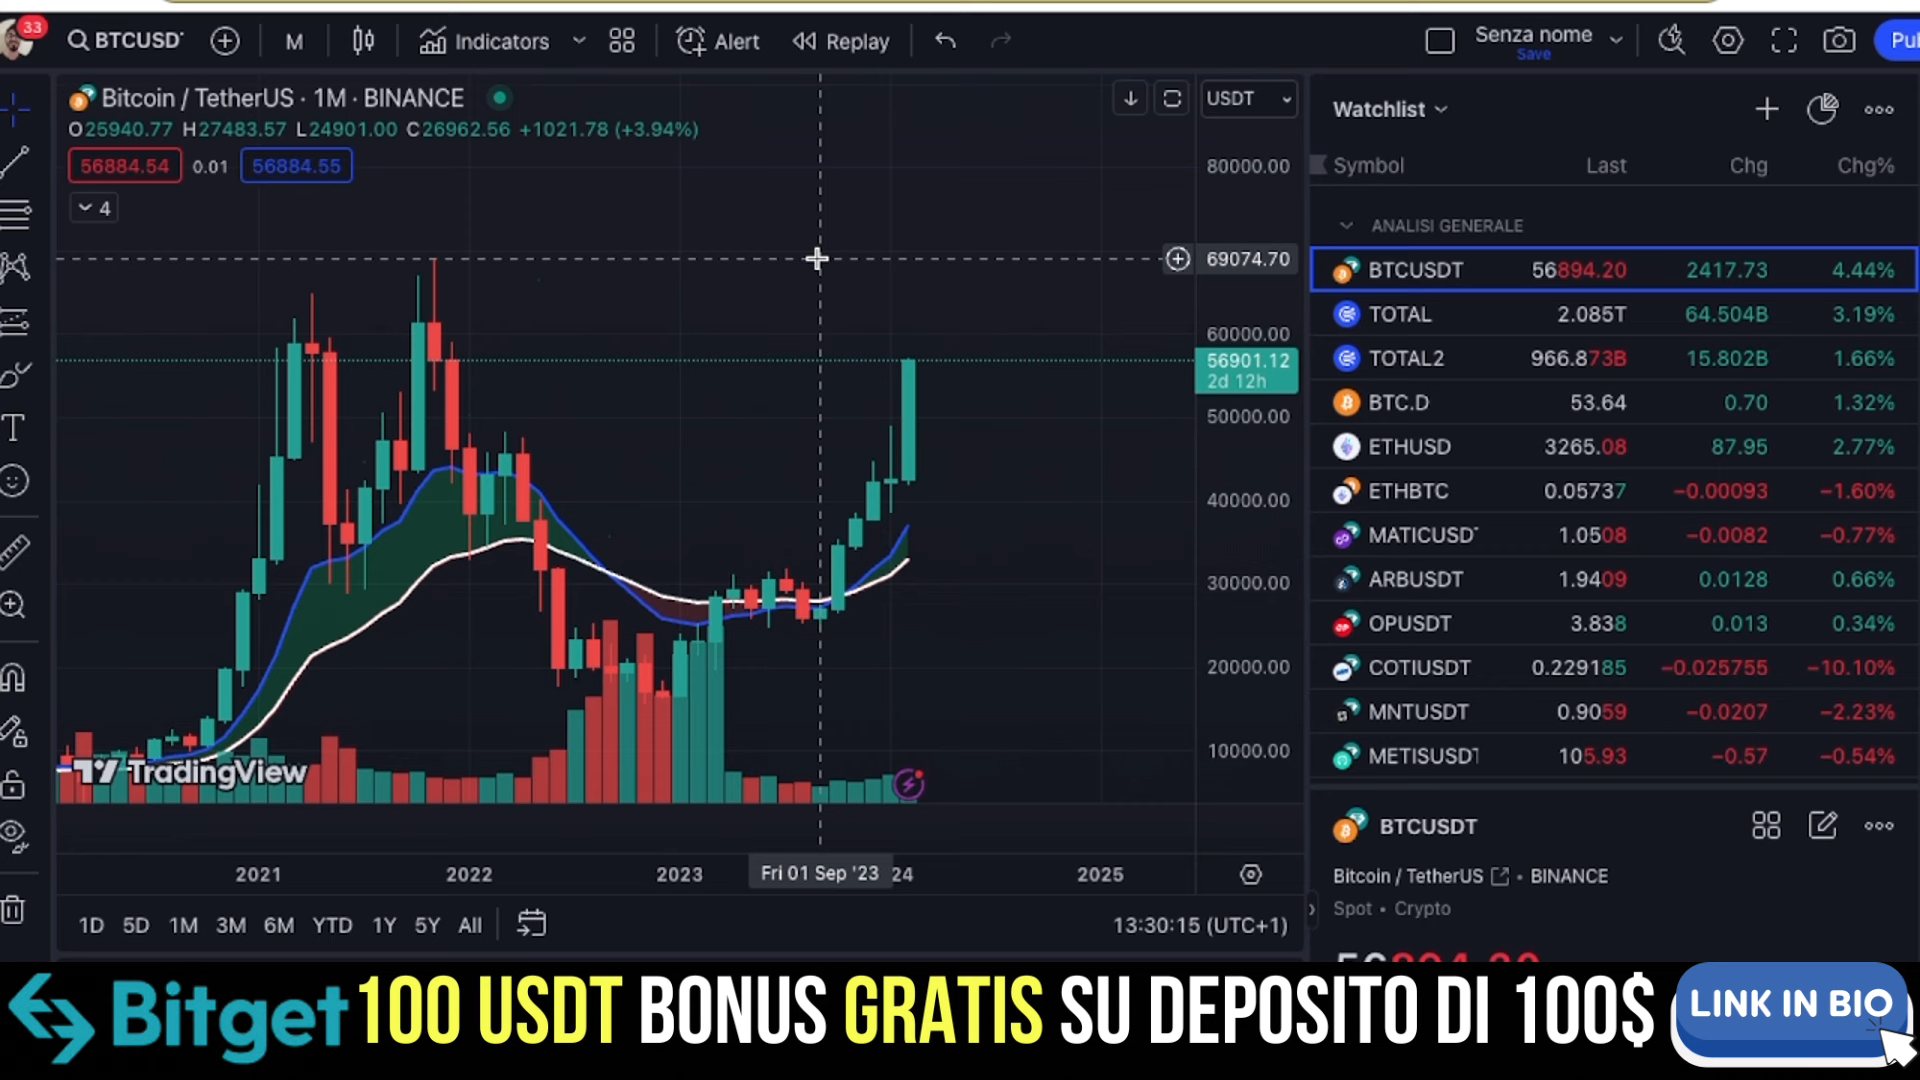 33
BTCUSDT
M
Indicators
Alert
Replay
Senza nome
Save
Bitcoin / TetherUS · 1M · BINANCE
O25940.77 H27483.57 L24901.00 C26962.56 +1021.78 (+3.94%)
56884.54 0.01 56884.55
4
USDT
80000.00
69074.70
60000.00
56901.12
2d 12h
50000.00
40000.00
30000.00
20000.00
10000.00
TradingView
2021 2022 2023 Fri 01 Sep '23 24 2025
1D 5D 1M 3M 6M YTD 1Y 5Y All
13:30:15 (UTC+1)
Watchlist
Symbol Last Chg Chg%
ANALISI GENERALE
BTCUSDT 56894.20 2417.73 4.44%
TOTAL 2.085T 64.504B 3.19%
TOTAL2 966.873B 15.802B 1.66%
BTC.D 53.64 0.70 1.32%
ETHUSD 3265.08 87.95 2.77%
ETHBTC 0.05737 −0.00093 −1.60%
MATICUSDT 1.0508 −0.0082 −0.77%
ARBUSDT 1.9409 0.0128 0.66%
OPUSDT 3.838 0.013 0.34%
COTIUSDT 0.229185 −0.025755 −10.10%
MNTUSDT 0.9059 −0.0207 −2.23%
METISUSDT 105.93 −0.57 −0.54%
BTCUSDT
Bitcoin / TetherUS • BINANCE
Spot • Crypto
Bitget 100 USDT BONUS GRATIS SU DEPOSITO DI 100$
LINK IN BIO